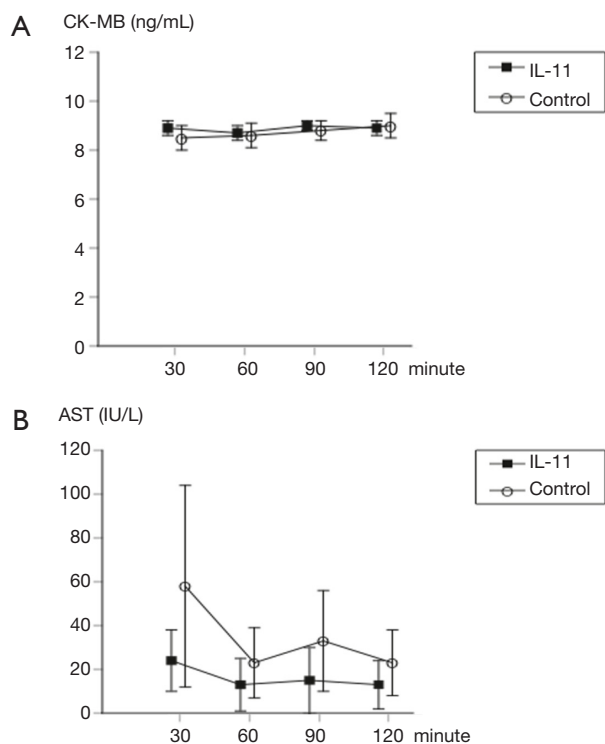 A
CK-MB (ng/mL)
12
10
8
6
4
2
0
30 60 90 120 minute
IL-11
Control
B
AST (IU/L)
120
100
80
60
40
20
0
30 60 90 120 minute
IL-11
Control